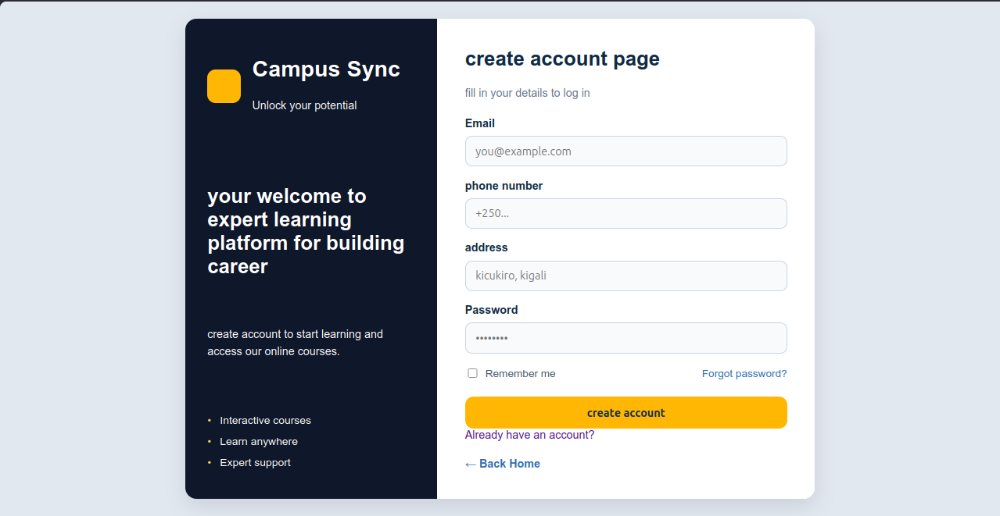 Campus Sync
Unlock your potential
your welcome to
expert learning
platform for building
career
create account to start learning and
access our online courses.
• Interactive courses
• Learn anywhere
• Expert support
create account page
fill in your details to log in
Email
you@example.com
phone number
+250...
address
kicukiro, kigali
Password
••••••••
Remember me
Forgot password?
create account
Already have an account?
← Back Home